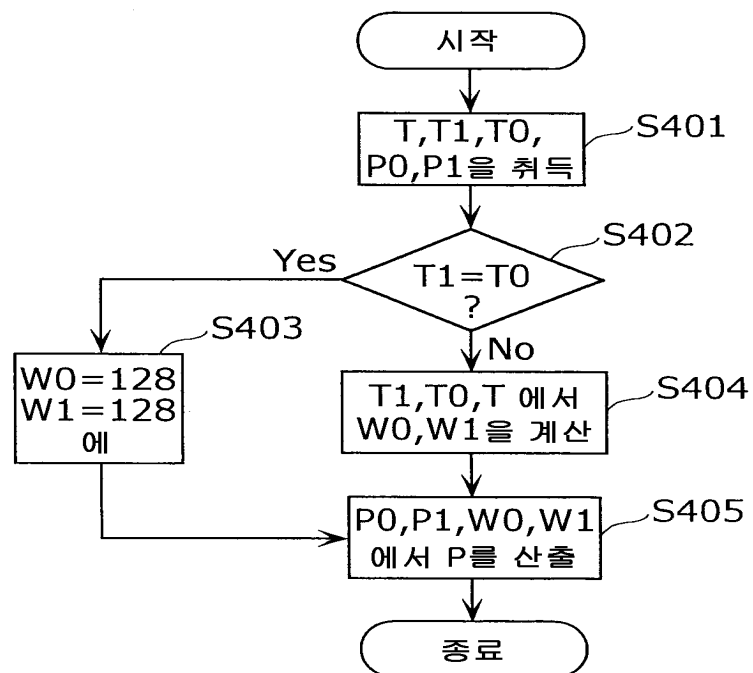 시작
T,T1,T0,
P0,P1을 취득
S401
T1=T0
?
S402
Yes
No
W0=128
W1=128
에
S403
T1,T0,T 에서
W0,W1을 계산
S404
P0,P1,W0,W1
에서 P를 산출
S405
종료